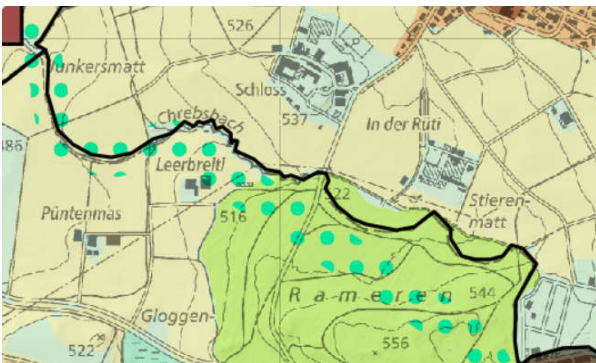 526
Junkersmatt
Schloss
Chrebsbach
537
In der Rüti
486
Leerbreiti
22
Püntenmas
516
Stieren-
matt
Rameren
544
Gloggen-
522
556